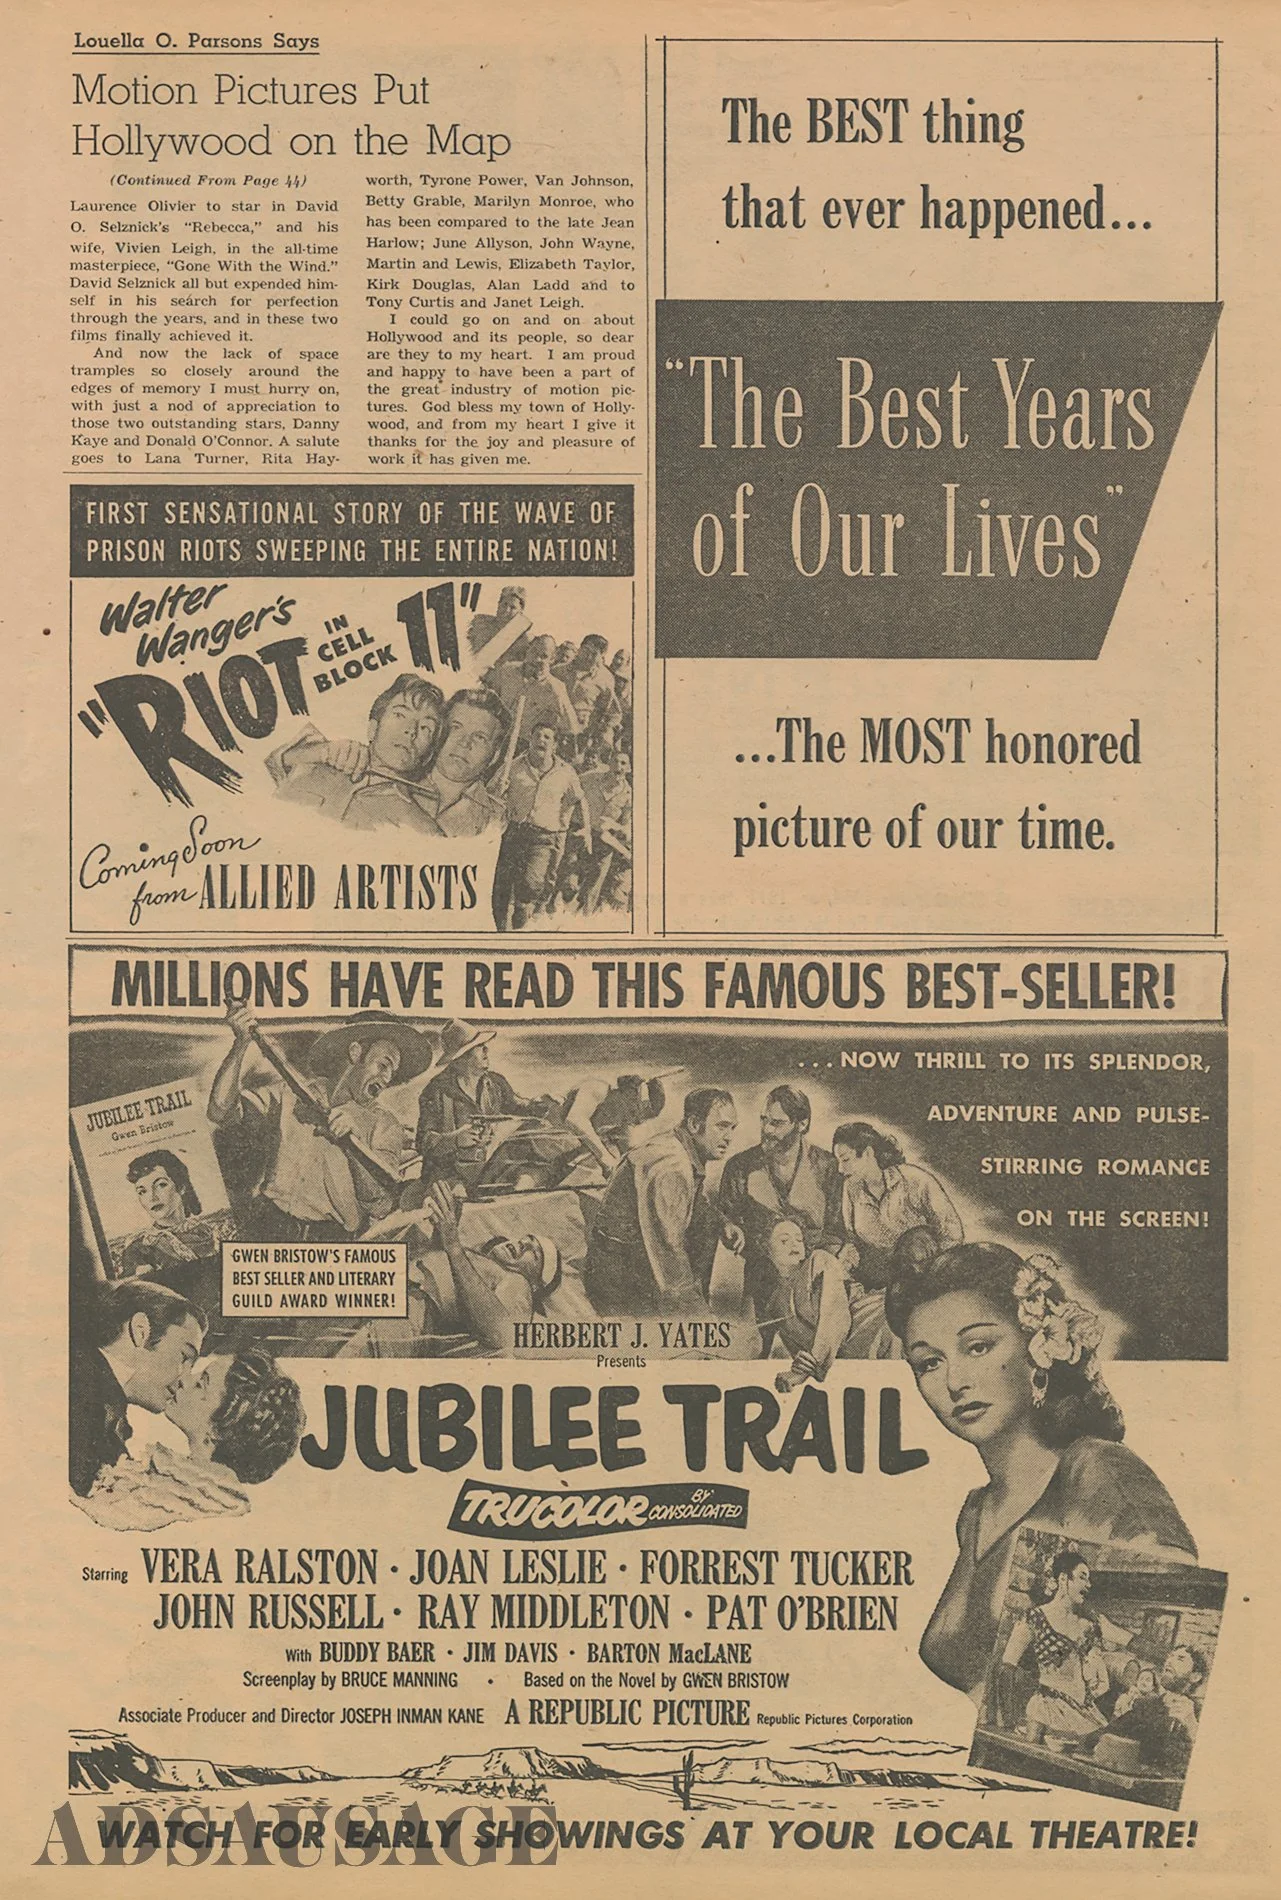 Louella O. Parsons Says
Motion Pictures Put
Hollywood on the Map
(Continued From Page 44)
Laurence Olivier to star in David
O. Selznick's "Rebecca," and his
wife, Vivien Leigh, in the all-time
masterpiece, "Gone With the Wind."
David Selznick all but expended him-
self in his search for perfection
through the years, and in these two
films finally achieved it.
And now the lack of space
tramples so closely around the
edges of memory I must hurry on,
with just a nod of appreciation to
those two outstanding stars, Danny
Kaye and Donald O'Connor. A salute
goes to Lana Turner, Rita Hay-
worth, Tyrone Power, Van Johnson,
Betty Grable, Marilyn Monroe, who
has been compared to the late Jean
Harlow; June Allyson, John Wayne,
Martin and Lewis, Elizabeth Taylor,
Kirk Douglas, Alan Ladd and to
Tony Curtis and Janet Leigh.
I could go on and on about
Hollywood and its people, so dear
are they to my heart. I am proud
and happy to have been a part of
the great industry of motion pic-
tures. God bless my town of Holly-
wood, and from my heart I give it
thanks for the joy and pleasure of
work it has given me.
The BEST thing
that ever happened...
"The Best Years
of Our Lives"
...The MOST honored
picture of our time.
FIRST SENSATIONAL STORY OF THE WAVE OF
PRISON RIOTS SWEEPING THE ENTIRE NATION!
Walter
Wanger's
"RIOT IN CELL BLOCK 11"
Coming Soon
from ALLIED ARTISTS
MILLIONS HAVE READ THIS FAMOUS BEST-SELLER!
...NOW THRILL TO ITS SPLENDOR,
ADVENTURE AND PULSE-
STIRRING ROMANCE
ON THE SCREEN!
JUBILEE TRAIL
Gwen Bristow
GWEN BRISTOW'S FAMOUS
BEST SELLER AND LITERARY
GUILD AWARD WINNER!
HERBERT J. YATES
Presents
JUBILEE TRAIL
TRUCOLOR BY CONSOLIDATED
Starring VERA RALSTON · JOAN LESLIE · FORREST TUCKER
JOHN RUSSELL · RAY MIDDLETON · PAT O'BRIEN
With BUDDY BAER · JIM DAVIS · BARTON MacLANE
Screenplay by BRUCE MANNING · Based on the Novel by GWEN BRISTOW
Associate Producer and Director JOSEPH INMAN KANE A REPUBLIC PICTURE Republic Pictures Corporation
WATCH FOR EARLY SHOWINGS AT YOUR LOCAL THEATRE!
ADSAUSAGE